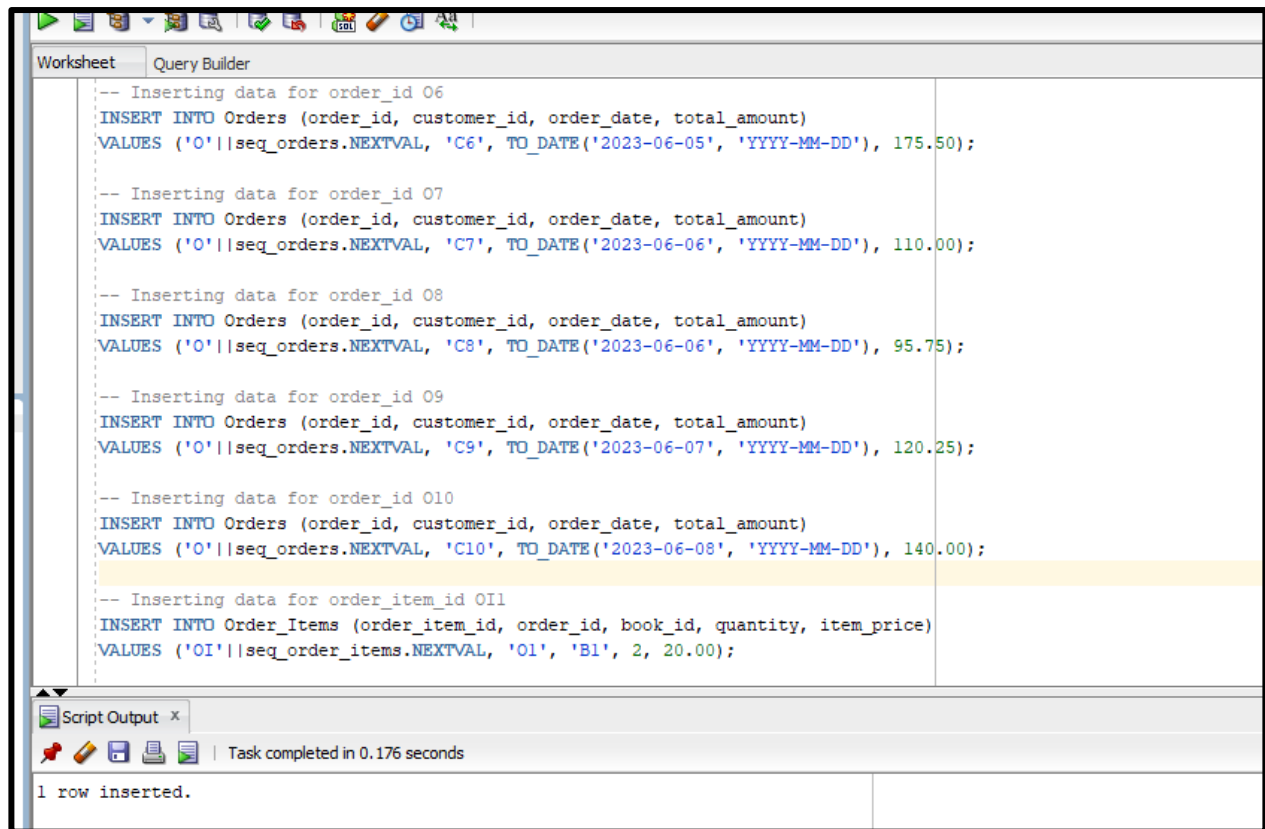 Worksheet Query Builder
-- Inserting data for order_id O6
INSERT INTO Orders (order_id, customer_id, order_date, total_amount)
VALUES ('O'||seq_orders.NEXTVAL, 'C6', TO_DATE('2023-06-05', 'YYYY-MM-DD'), 175.50);
-- Inserting data for order_id O7
INSERT INTO Orders (order_id, customer_id, order_date, total_amount)
VALUES ('O'||seq_orders.NEXTVAL, 'C7', TO_DATE('2023-06-06', 'YYYY-MM-DD'), 110.00);
-- Inserting data for order_id O8
INSERT INTO Orders (order_id, customer_id, order_date, total_amount)
VALUES ('O'||seq_orders.NEXTVAL, 'C8', TO_DATE('2023-06-06', 'YYYY-MM-DD'), 95.75);
-- Inserting data for order_id O9
INSERT INTO Orders (order_id, customer_id, order_date, total_amount)
VALUES ('O'||seq_orders.NEXTVAL, 'C9', TO_DATE('2023-06-07', 'YYYY-MM-DD'), 120.25);
-- Inserting data for order_id O10
INSERT INTO Orders (order_id, customer_id, order_date, total_amount)
VALUES ('O'||seq_orders.NEXTVAL, 'C10', TO_DATE('2023-06-08', 'YYYY-MM-DD'), 140.00);
-- Inserting data for order_item_id OI1
INSERT INTO Order_Items (order_item_id, order_id, book_id, quantity, item_price)
VALUES ('OI'||seq_order_items.NEXTVAL, 'O1', 'B1', 2, 20.00);
Script Output x
Task completed in 0.176 seconds
1 row inserted.